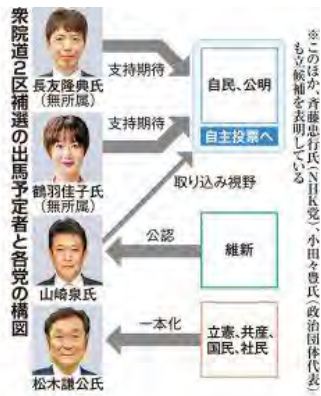 衆院道2区補選の出馬予定者と各党の構図
長友隆典氏
(無所属)
支持期待
自民、公明
自主投票へ
鶴羽佳子氏
(無所属)
支持期待
取り込み視野
山崎泉氏
公認
維新
松木謙公氏
一本化
立憲、共産、
国民、社民
※このほか、斉藤忠行氏(NHK党)、小田々豊氏(政治団体代表)
も立候補を表明している